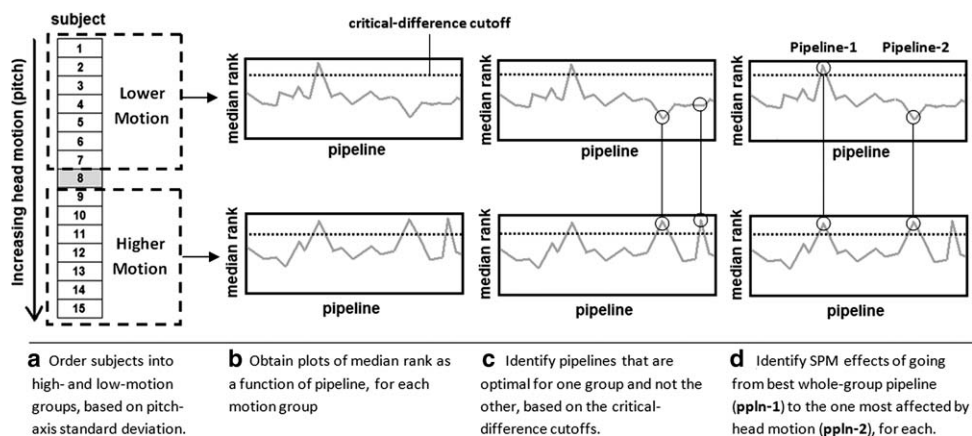 subject
1
2
3
4
5
6
7
8
9
10
11
12
13
14
15
Increasing head motion (pitch)
Lower
Motion
Higher
Motion
critical-difference cutoff
median rank
pipeline
median rank
pipeline
median rank
pipeline
median rank
pipeline
Pipeline-1 Pipeline-2
median rank
pipeline
median rank
pipeline
a Order subjects into
high- and low-motion
groups, based on pitch-
axis standard deviation.
b Obtain plots of median rank as
a function of pipeline, for each
motion group
c Identify pipelines that are
optimal for one group and not the
other, based on the critical-
difference cutoffs.
d Identify SPM effects of going
from best whole-group pipeline
(ppln-1) to the one most affected by
head motion (ppln-2), for each.